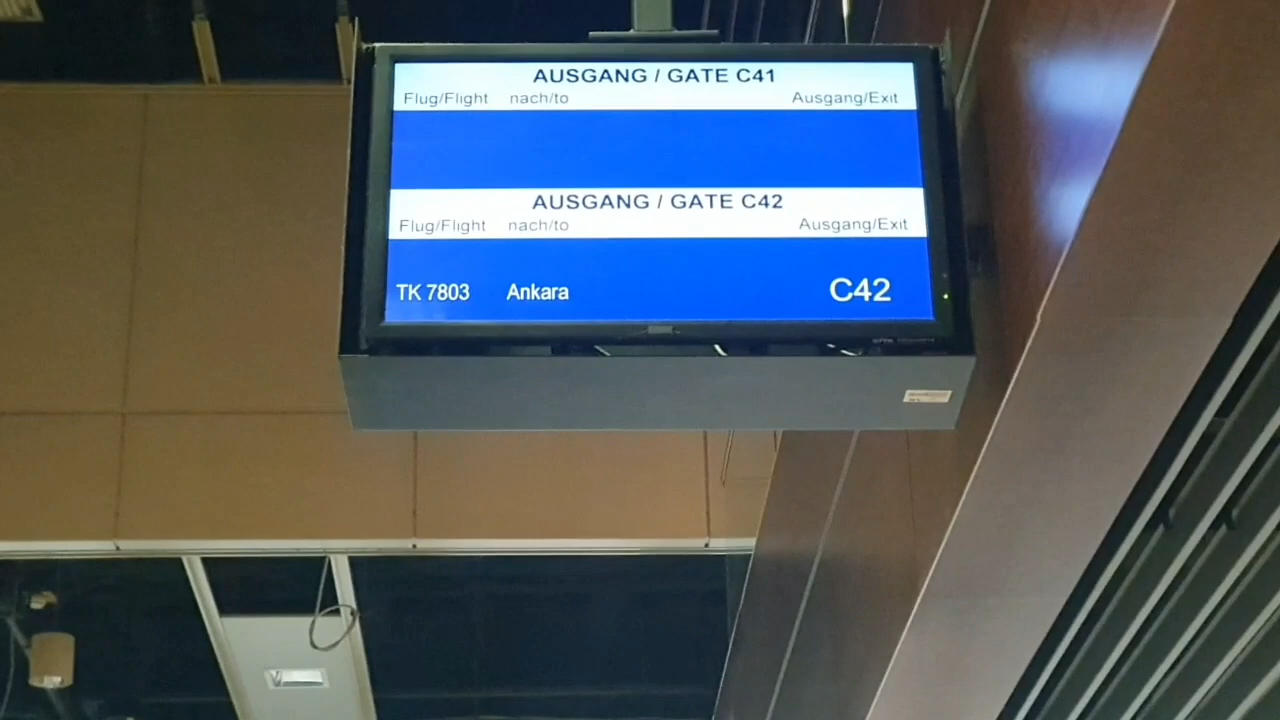 AUSGANG / GATE C41
Flug/Flight nach/to Ausgang/Exit
AUSGANG / GATE C42
Flug/Flight nach/to Ausgang/Exit
TK 7803 Ankara C42